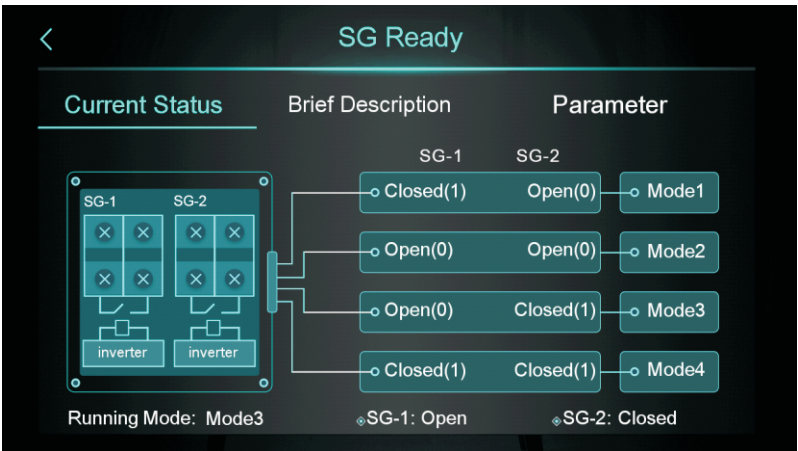 SG Ready
Current Status Brief Description Parameter
SG-1 SG-2
SG-1 SG-2
Closed(1) Open(0) Mode1
Open(0) Open(0) Mode2
Open(0) Closed(1) Mode3
inverter inverter
Closed(1) Closed(1) Mode4
Running Mode: Mode3 SG-1: Open SG-2: Closed